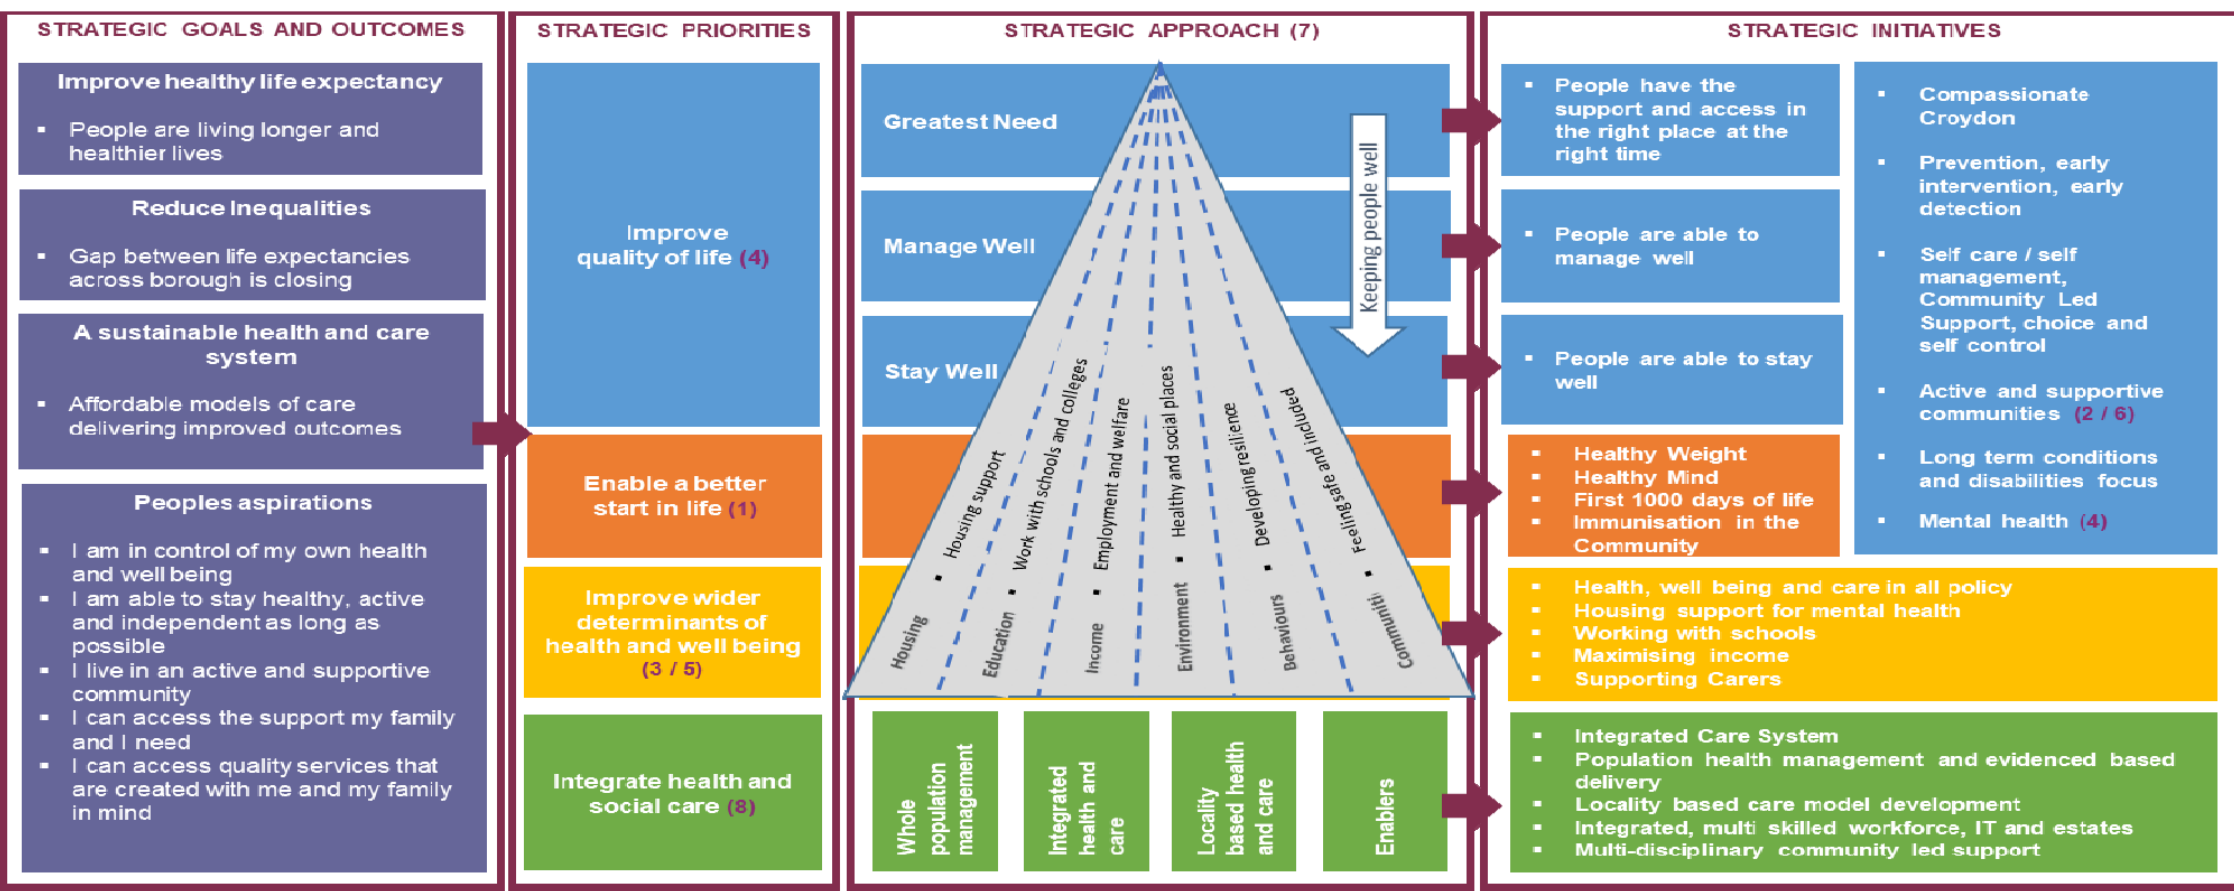 STRATEGIC GOALS AND OUTCOMES
Improve healthy life expectancy
▪ People are living longer and
healthier lives
Reduce Inequalities
▪ Gap between life expectancies
across borough is closing
A sustainable health and care
system
▪ Affordable models of care
delivering improved outcomes
Peoples aspirations
▪ I am in control of my own health
and well being
▪ I am able to stay healthy, active
and independent as long as
possible
▪ I live in an active and supportive
community
▪ I can access the support my family
and I need
▪ I can access quality services that
are created with me and my family
in mind
STRATEGIC PRIORITIES
Improve
quality of life (4)
Enable a better
start in life (1)
Improve wider
determinants of
health and well being
(3 / 5)
Integrate health and
social care (8)
STRATEGIC APPROACH (7)
Greatest Need
Manage Well
Stay Well
Keeping people well
Housing ▪ Housing support
Education ▪ Work with schools and colleges
Income ▪ Employment and welfare
Environment ▪ Healthy and social places
Behaviours ▪ Developing resilience
Communiti ▪ Feeling safe and included
Whole
population
management
Integrated
health and
care
Locality
based health
and care
Enablers
STRATEGIC INITIATIVES
▪ People have the
support and access in
the right place at the
right time
▪ People are able to
manage well
▪ People are able to stay
well
▪ Healthy Weight
▪ Healthy Mind
▪ First 1000 days of life
▪ Immunisation in the
Community
▪ Compassionate
Croydon
▪ Prevention, early
intervention, early
detection
▪ Self care / self
management,
Community Led
Support, choice and
self control
▪ Active and supportive
communities (2 / 6)
▪ Long term conditions
and disabilities focus
▪ Mental health (4)
▪ Health, well being and care in all policy
▪ Housing support for mental health
▪ Working with schools
▪ Maximising income
▪ Supporting Carers
▪ Integrated Care System
▪ Population health management and evidenced based
delivery
▪ Locality based care model development
▪ Integrated, multi skilled workforce, IT and estates
▪ Multi-disciplinary community led support